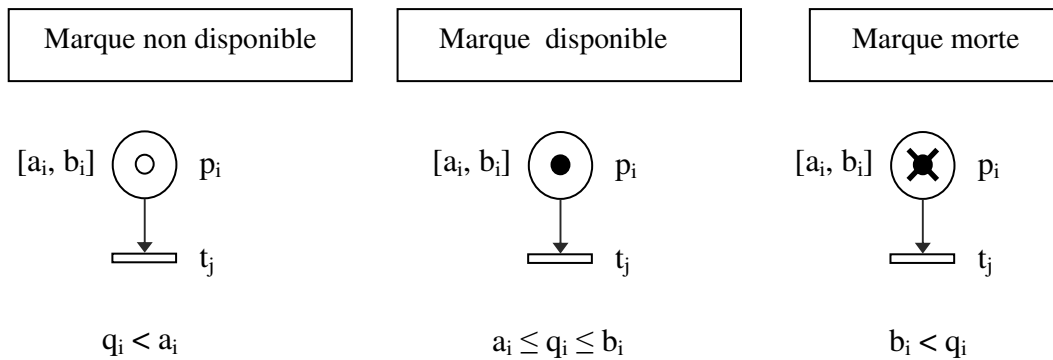 Marque non disponible
Marque disponible
Marque morte
[aᵢ, bᵢ] pᵢ
[aᵢ, bᵢ] pᵢ
[aᵢ, bᵢ] pᵢ
tⱼ
tⱼ
tⱼ
qᵢ < aᵢ
aᵢ ≤ qᵢ ≤ bᵢ
bᵢ < qᵢ